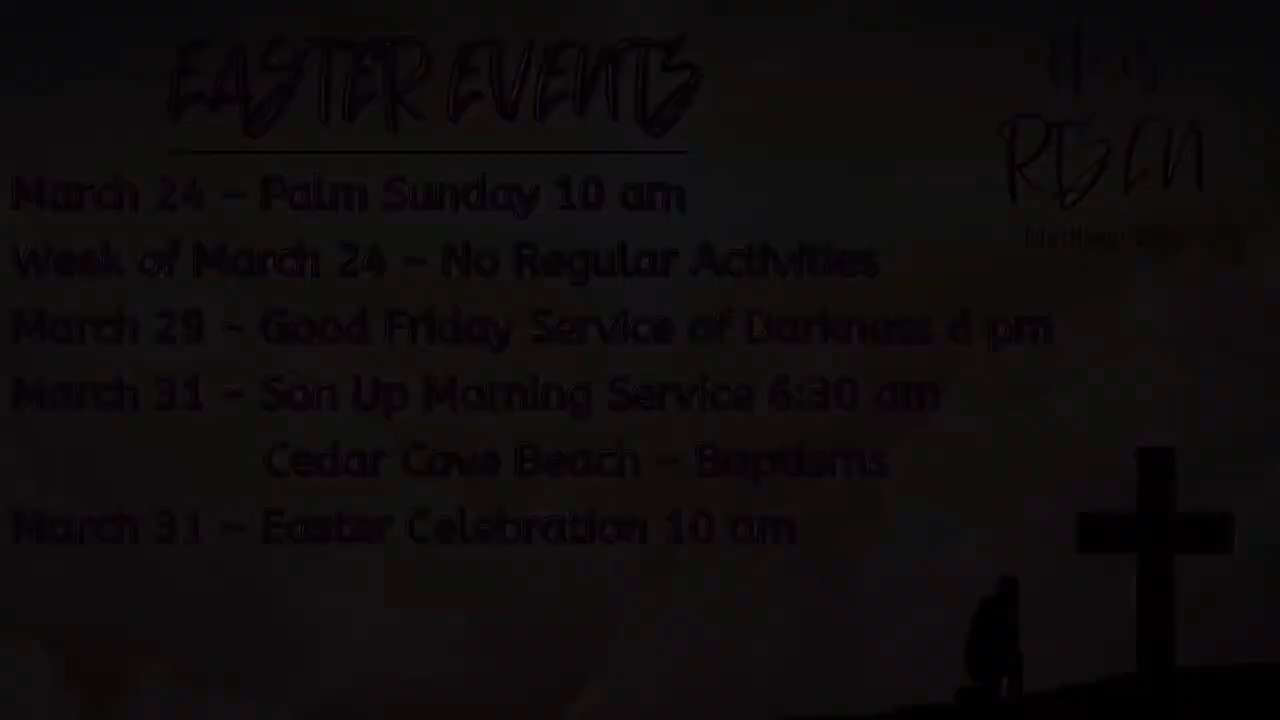 EASTER EVENTS
He is
RISEN
March 24 - Palm Sunday 10 am
Week of March 24 - No Regular Activities
March 29 - Good Friday Service of Darkness 6 pm
March 31 - Son Up Morning Service 6:30 am
Cedar Cove Beach - Baptisms
March 31 - Easter Celebration 10 am